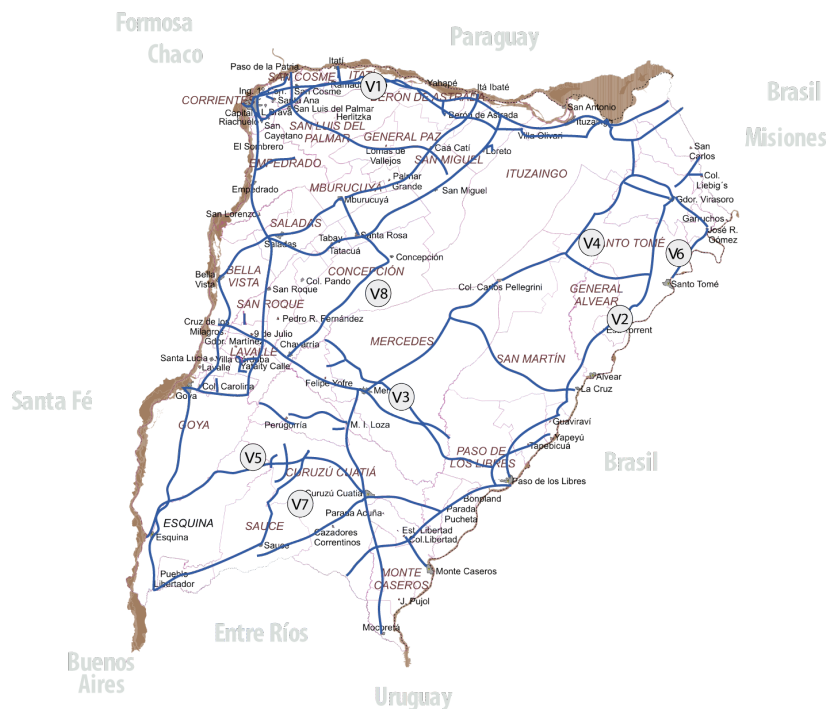 Formosa
Chaco
Paraguay
Brasil
Misiones
Santa Fé
Brasil
Entre Ríos
Buenos
Aires
Uruguay
Paso de la Patria
Itatí
SAN COSME
V1
Yahapé
Itá Ibaté
San Cosme
BERÓN DE ASTRADA
CORRIENTES
Santa Ana
San Luis del Palmar
Herlitzka
Riachuelo
San
Cayetano
SAN LUIS DEL
PALMAR
GENERAL PAZ
Berón de Astrada
San Antonio
Villa Olivari
El Sombrero
EMPEDRADO
Lomas de
Vallejos
Caá Catí
SAN MIGUEL
Loreto
ITUZAINGO
San
Carlos
Col.
Liebig´s
Palmar
Grande
MBURUCUYÁ
Mburucuyá
San Miguel
Empedrado
Gdor. Virasoro
Garruchos
José R.
Gómez
San Lorenzo
SALADAS
Saladas
Tabay
Tatacuá
Santa Rosa
V4
V6
Concepción
CONCEPCIÓN
Bella
Vista
BELLA
VISTA
Col. Pando
San Roque
V8
Col. Carlos Pellegrini
Santo Tomé
GENERAL
ALVEAR
SAN ROQUE
Pedro R. Fernández
V2
Cruz de los
Milagros
9 de Julio
Gdor. Martínez
Chavarría
MERCEDES
LAVALLE
SAN MARTÍN
Santa Lucia
Villa Córdoba
Yataity Calle
Lavalle
Col. Carolina
Goya
Felipe Yofre
V3
Alvear
La Cruz
GOYA
Perugorría
M. I. Loza
Guaviraví
Yapeyú
Tapebicuá
V5
PASO DE
LOS LIBRES
CURUZÚ CUATIÁ
Paso de los Libres
V7
Curuzú Cuatiá
Bonpland
Parada
Pucheta
ESQUINA
Esquina
SAUCE
Sauce
Cazadores
Correntinos
Est. Libertad
Col.Libertad
Pueblo
Libertador
MONTE
CASEROS
Monte Caseros
J. Pujol
Mocoretá